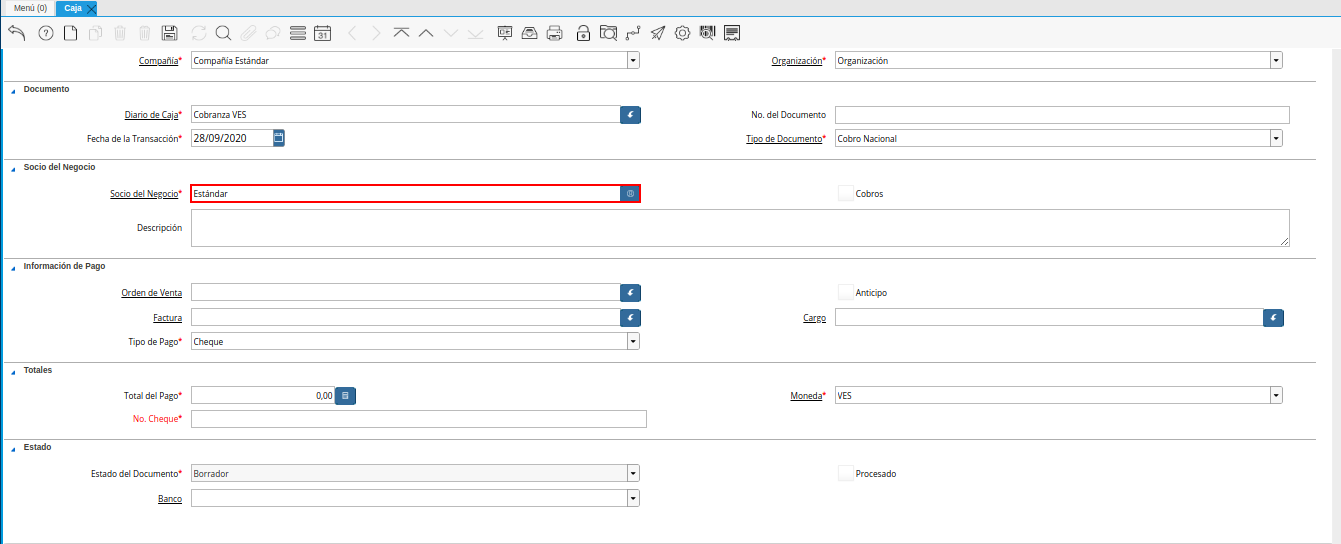 Menú (0) Caja
31
Compañía* Compañía Estándar Organización* Organización
Documento
Diario de Caja* Cobranza VES No. del Documento
Fecha de la Transacción* 28/09/2020 Tipo de Documento* Cobro Nacional
Socio del Negocio
Socio del Negocio* Estándar Cobros
Descripción
Información de Pago
Orden de Venta Anticipo
Factura Cargo
Tipo de Pago* Cheque
Totales
Total del Pago* 0,00 Moneda* VES
No. Cheque*
Estado
Estado del Documento* Borrador Procesado
Banco